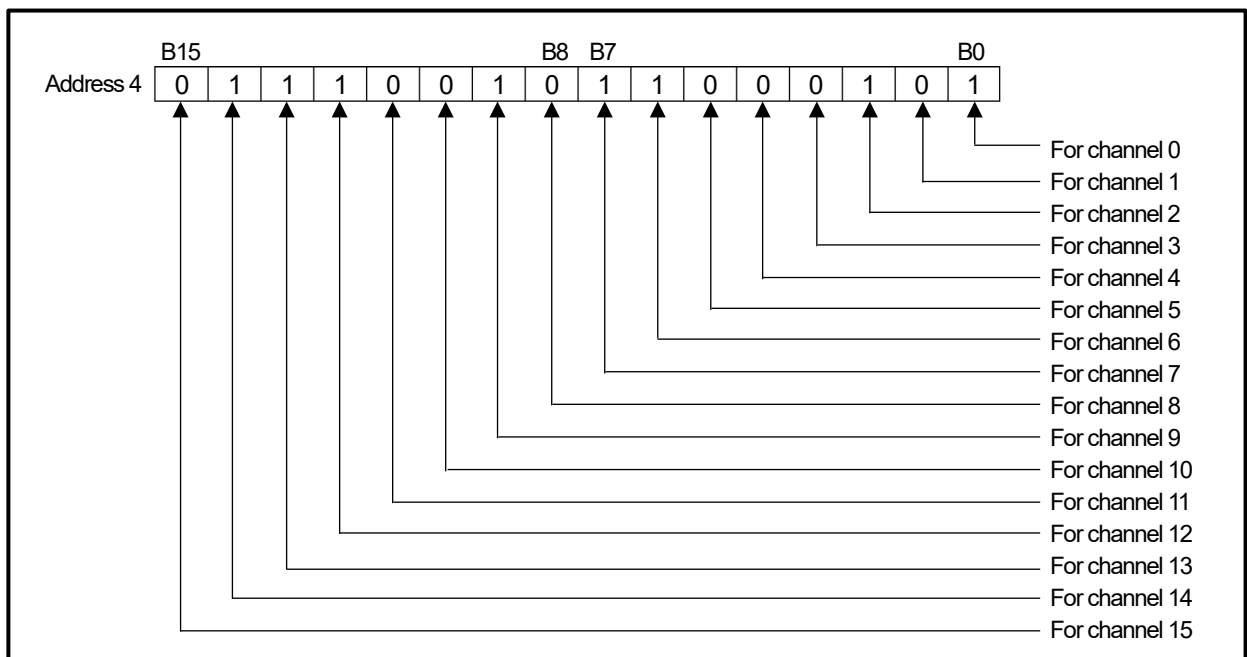 B15 B8 B7 B0
Address 4 0 1 1 1 0 0 1 0 1 1 0 0 0 1 0 1
For channel 0
For channel 1
For channel 2
For channel 3
For channel 4
For channel 5
For channel 6
For channel 7
For channel 8
For channel 9
For channel 10
For channel 11
For channel 12
For channel 13
For channel 14
For channel 15